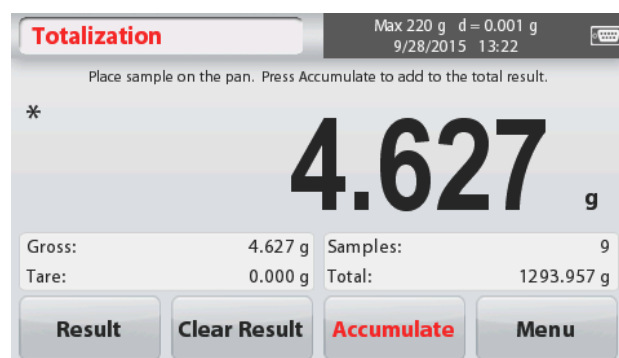 Totalization
Max 220 g d = 0.001 g
9/28/2015 13:22
Place sample on the pan. Press Accumulate to add to the total result.
*
4.627 g
Gross: 4.627 g Samples: 9
Tare: 0.000 g Total: 1293.957 g
Result Clear Result Accumulate Menu